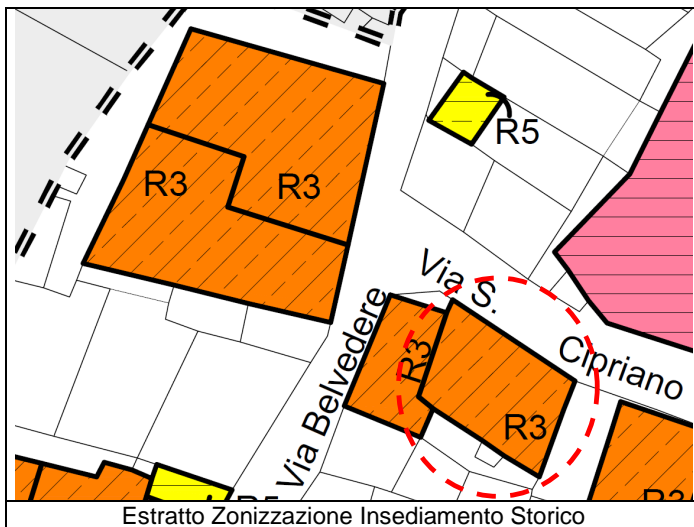 R5
R3
R3
Via S.
Cipriano
Via Belvedere
R3
R3
Estratto Zonizzazione Insediamento Storico